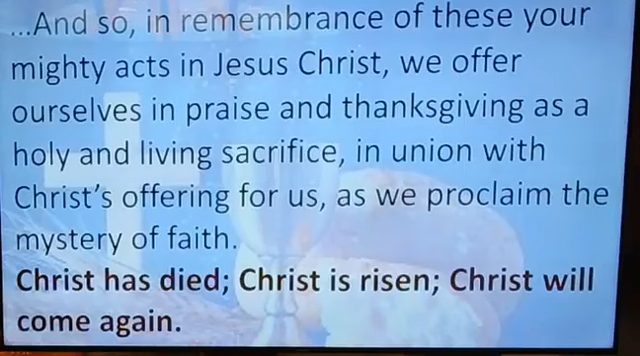 ...And so, in remembrance of these your
mighty acts in Jesus Christ, we offer
ourselves in praise and thanksgiving as a
holy and living sacrifice, in union with
Christ's offering for us, as we proclaim the
mystery of faith.
Christ has died; Christ is risen; Christ will
come again.